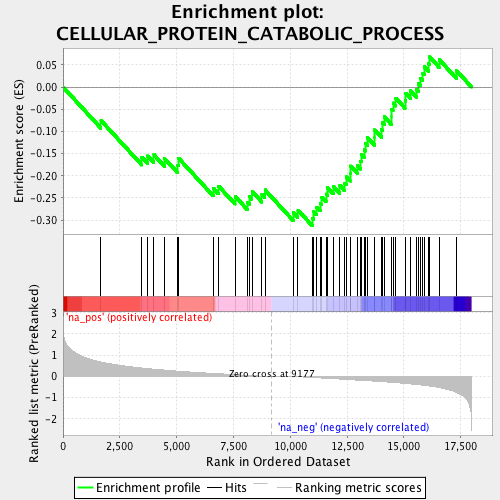 Enrichment plot:
CELLULAR_PROTEIN_CATABOLIC_PROCESS
Enrichment score (ES)
0.05
0.00
-0.05
-0.10
-0.15
-0.20
-0.25
-0.30
'na_pos' (positively correlated)
Ranked list metric (PreRanked)
3
2
1
0
-1
-2
Zero cross at 9177
'na_neg' (negatively correlated)
0
2,500
5,000
7,500
10,000
12,500
15,000
17,500
Rank in Ordered Dataset
Enrichment profile
Hits
Ranking metric scores